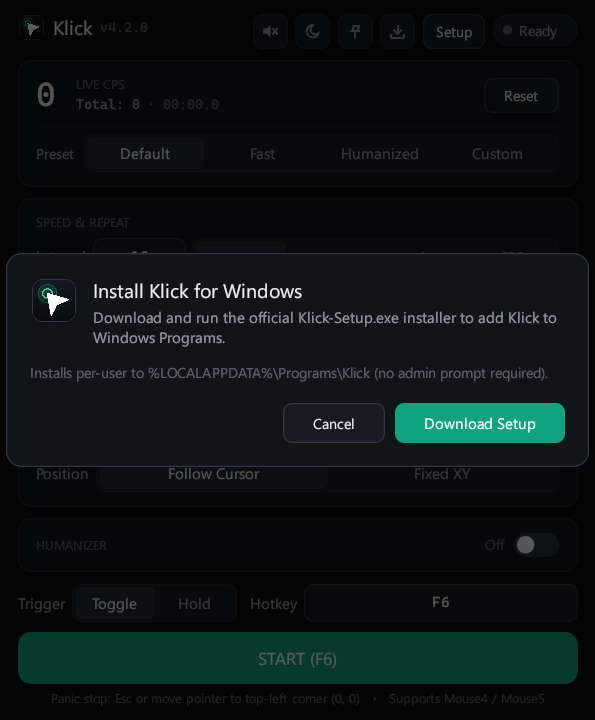 Klick v4.2.0
Setup
Ready
0
LIVE CPS
Total: 0 · 00:00.0
Reset
Preset
Default
Fast
Humanized
Custom
SPEED & REPEAT
Install Klick for Windows
Download and run the official Klick-Setup.exe installer to add Klick to
Windows Programs.
Installs per-user to %LOCALAPPDATA%\Programs\Klick (no admin prompt required).
Cancel
Download Setup
Position
Follow Cursor
Fixed XY
HUMANIZER
Off
Trigger
Toggle
Hold
Hotkey
F6
START (F6)
Panic stop: Esc or move pointer to top-left corner (0, 0) • Supports Mouse4 / Mouse5